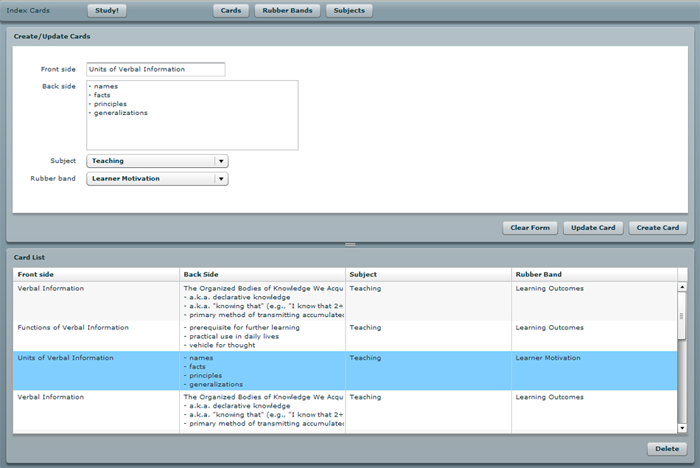 Index Cards Study! Cards Rubber Bands Subjects
Create/Update Cards
Front side Units of Verbal Information
Back side - names
- facts
- principles
- generalizations
Subject Teaching
Rubber band Learner Motivation
Clear Form Update Card Create Card
Card List
Front side Back Side Subject Rubber Band
Verbal Information The Organized Bodies of Knowledge We Acqu Teaching Learning Outcomes
- a.k.a. declarative knowledge
- a.k.a. "knowing that" (e.g., "I know that 2+
- primary method of transmitting accumulated
Functions of Verbal Information - prerequisite for further learning Teaching Learning Outcomes
- practical use in daily lives
- vehicle for thought
Units of Verbal Information - names Teaching Learner Motivation
- facts
- principles
- generalizations
Verbal Information The Organized Bodies of Knowledge We Acqu Teaching Learning Outcomes
- a.k.a. declarative knowledge
- a.k.a. "knowing that" (e.g., "I know that 2+
- primary method of transmitting accumulated
Delete